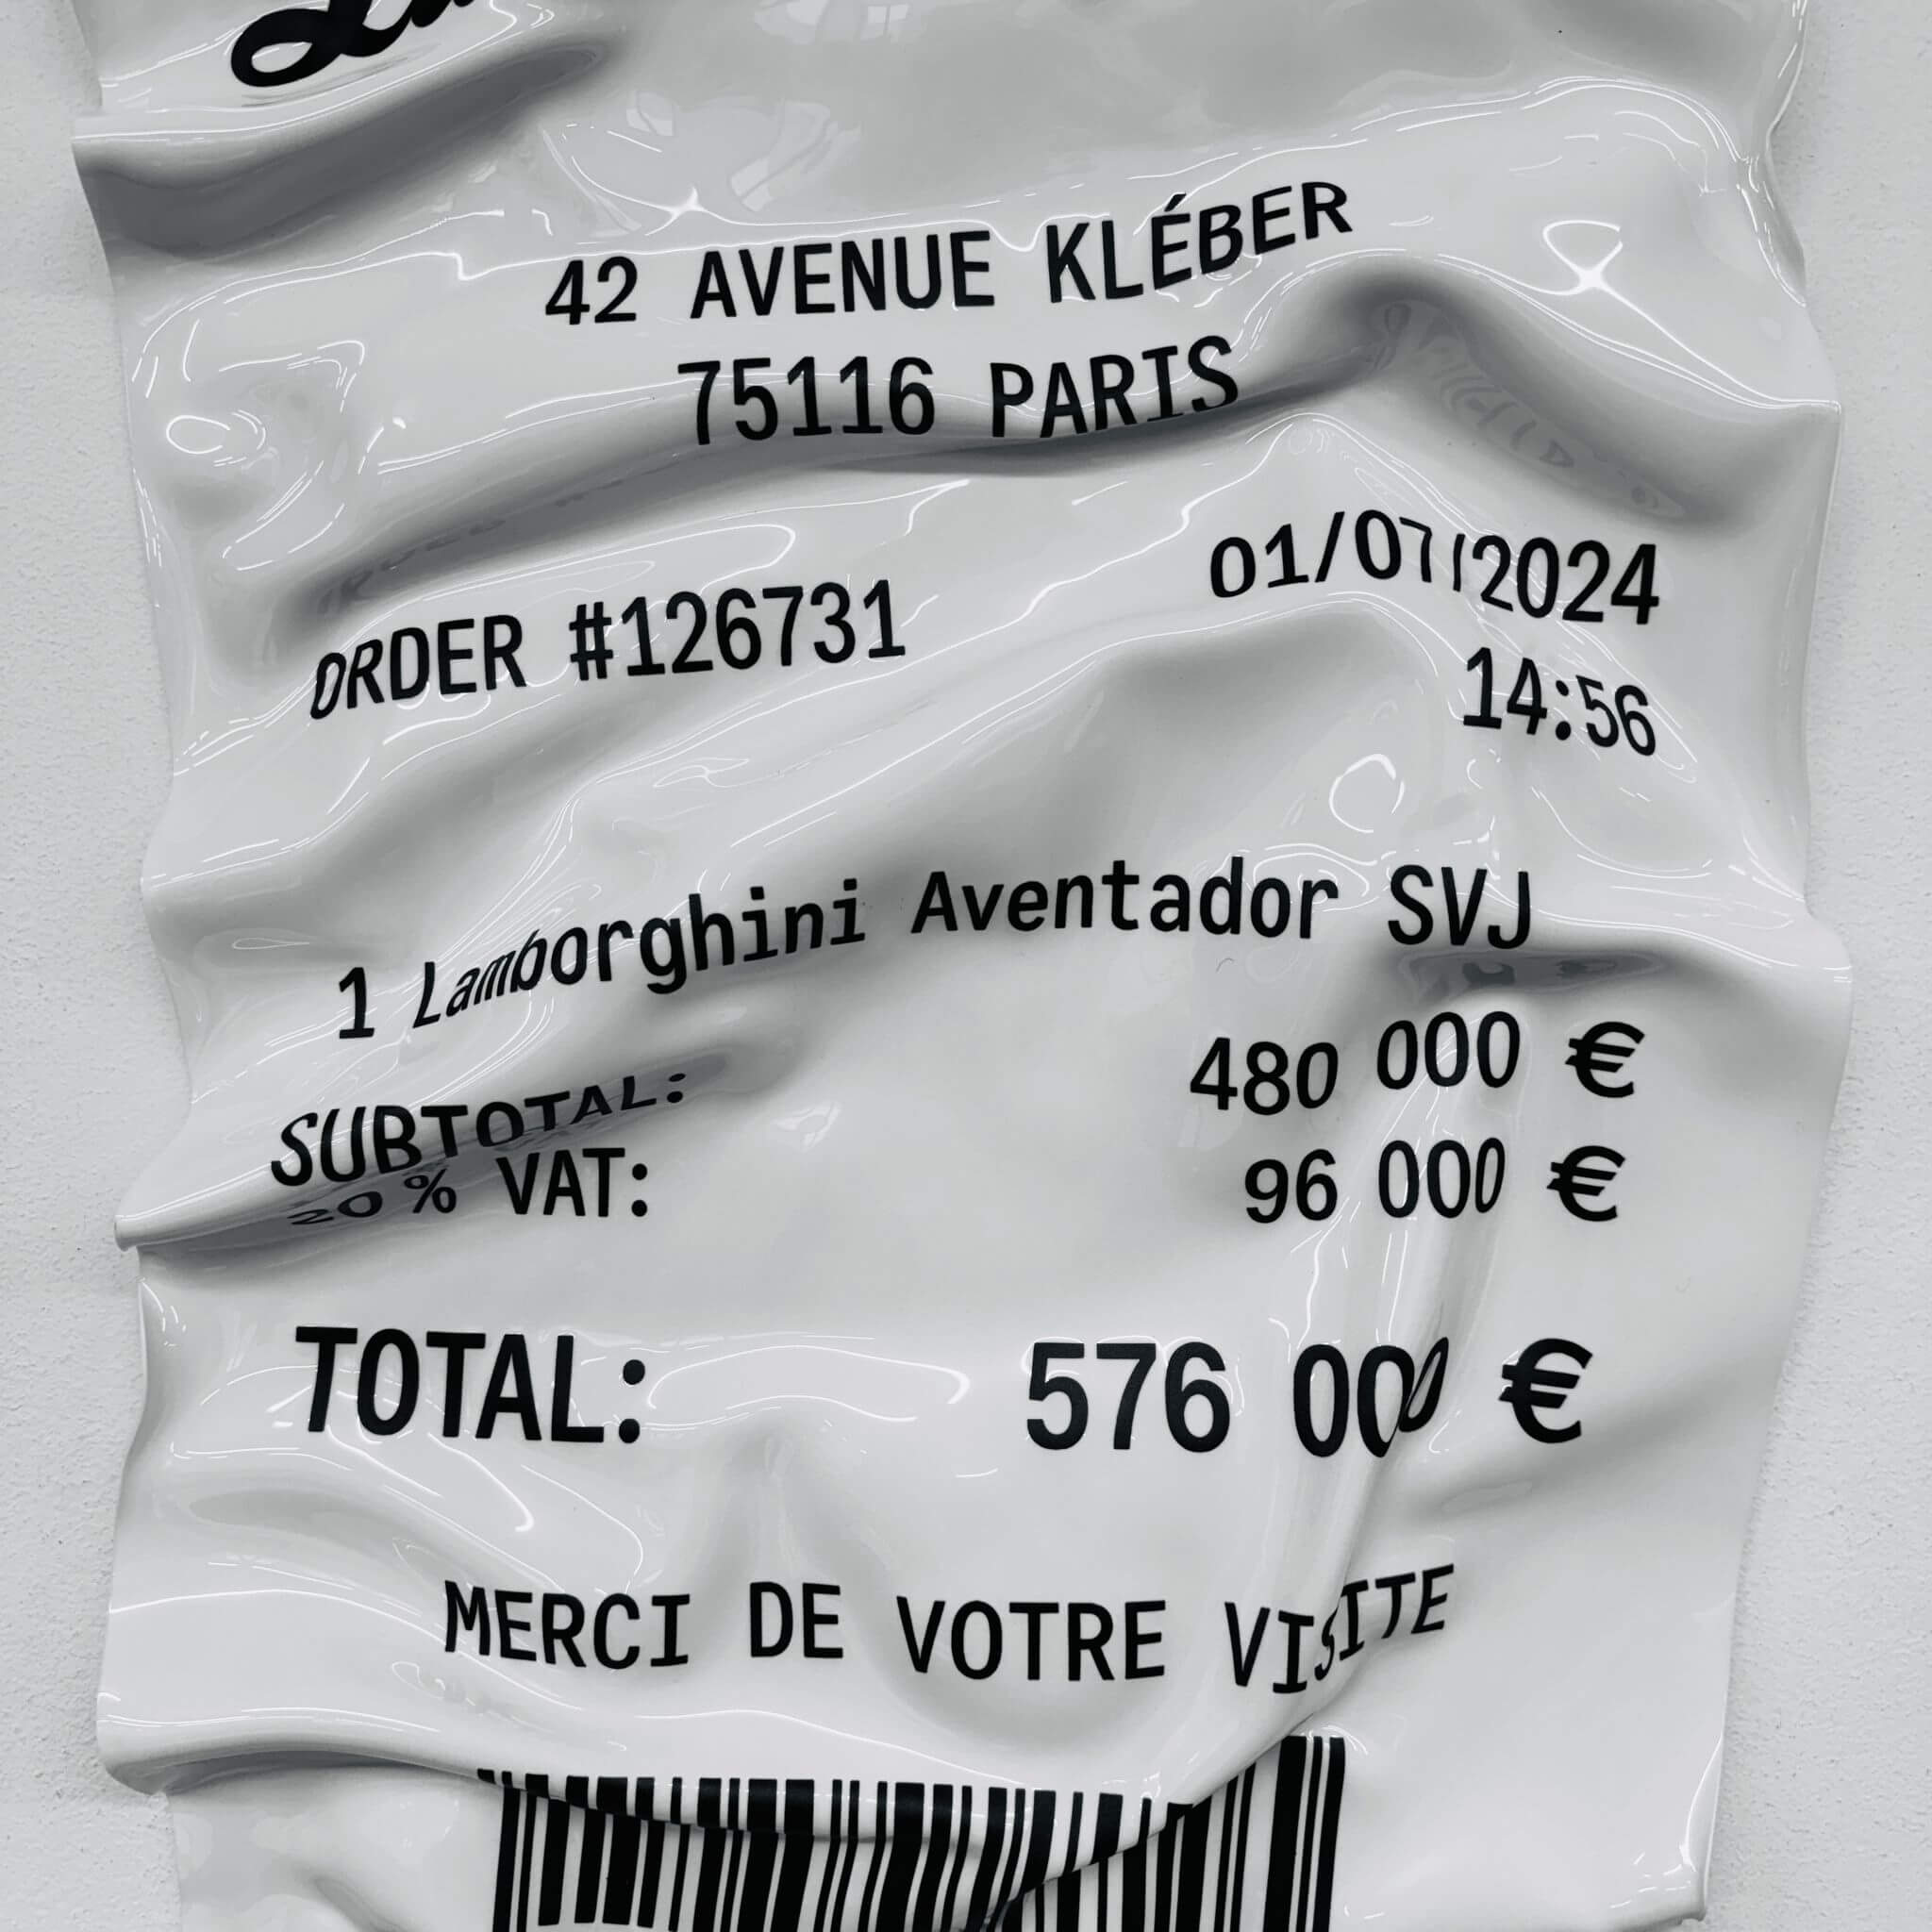 42 AVENUE KLÉBER
75116 PARIS
01/07/2024
ORDER #126731
14:56
1 Lamborghini Aventador SVJ
480 000 €
SUBTOTAL:
20 % VAT: 96 000 €
TOTAL: 576 000 €
MERCI DE VOTRE VISITE